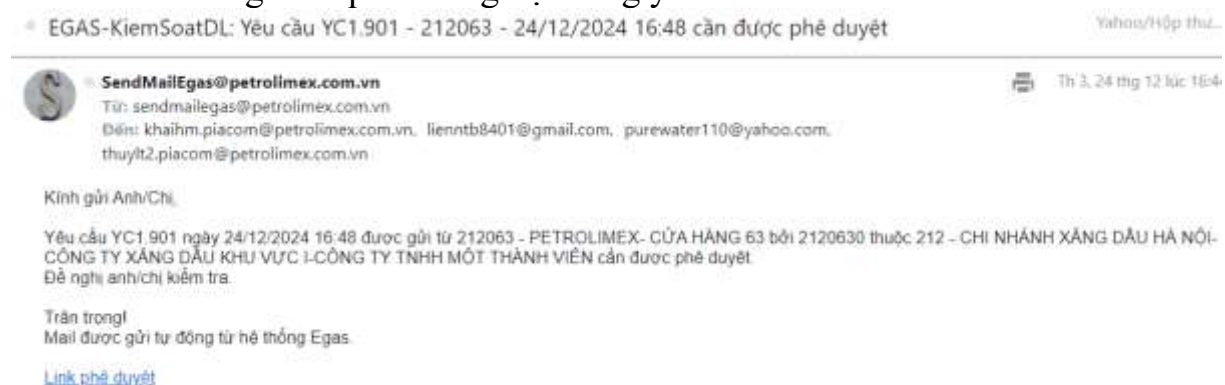 EGAS-KiemSoatDL: Yêu cầu YC1.901 - 212063 - 24/12/2024 16:48 cần được phê duyệt
Yahoo/Hộp thư...
SendMailEgas@petrolimex.com.vn
Th 3, 24 thg 12 lúc 16:4
Từ: sendmailegas@petrolimex.com.vn
Đến: khaihm.piacom@petrolimex.com.vn, lienntb8401@gmail.com, purewater110@yahoo.com,
thuylt2.piacom@petrolimex.com.vn
Kính gửi Anh/Chị,
Yêu cầu YC1.901 ngày 24/12/2024 16:48 được gửi từ 212063 - PETROLIMEX- CỬA HÀNG 63 bởi 2120630 thuộc 212 - CHI NHÁNH XĂNG DẦU HÀ NỘI-
CÔNG TY XĂNG DẦU KHU VỰC I-CÔNG TY TNHH MỘT THÀNH VIÊN cần được phê duyệt.
Đề nghị anh/chị kiểm tra.
Trân trọng!
Mail được gửi tự động từ hệ thống Egas.
Link phê duyệt